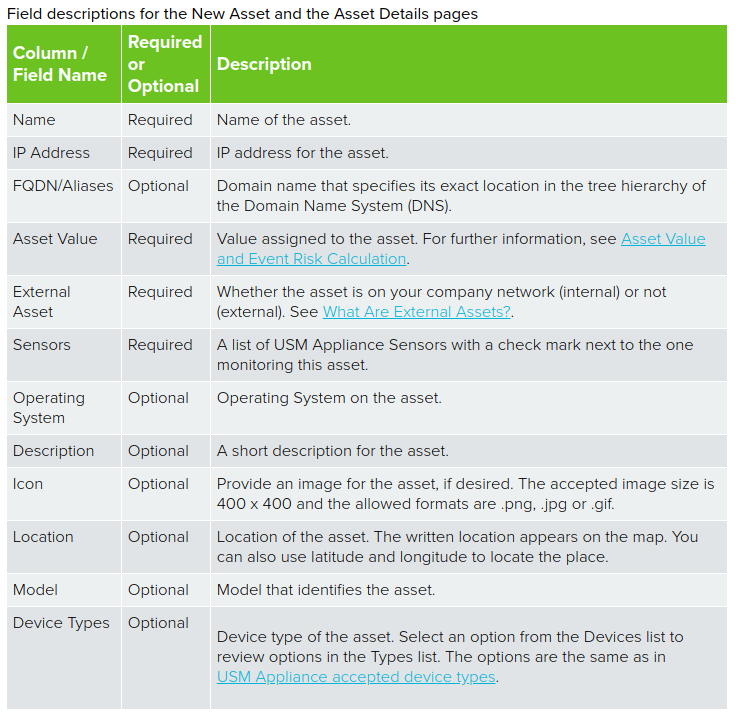 Field descriptions for the New Asset and the Asset Details pages
Column /
Field Name
Required
or
Optional
Description
Name Required Name of the asset.
IP Address Required IP address for the asset.
FQDN/Aliases Optional Domain name that specifies its exact location in the tree hierarchy of
the Domain Name System (DNS).
Asset Value Required Value assigned to the asset. For further information, see Asset Value
and Event Risk Calculation.
External
Asset
Required Whether the asset is on your company network (internal) or not
(external). See What Are External Assets?.
Sensors Required A list of USM Appliance Sensors with a check mark next to the one
monitoring this asset.
Operating
System
Optional Operating System on the asset.
Description Optional A short description for the asset.
Icon Optional Provide an image for the asset, if desired. The accepted image size is
400 x 400 and the allowed formats are .png, .jpg or .gif.
Location Optional Location of the asset. The written location appears on the map. You
can also use latitude and longitude to locate the place.
Model Optional Model that identifies the asset.
Device Types Optional
Device type of the asset. Select an option from the Devices list to
review options in the Types list. The options are the same as in
USM Appliance accepted device types.